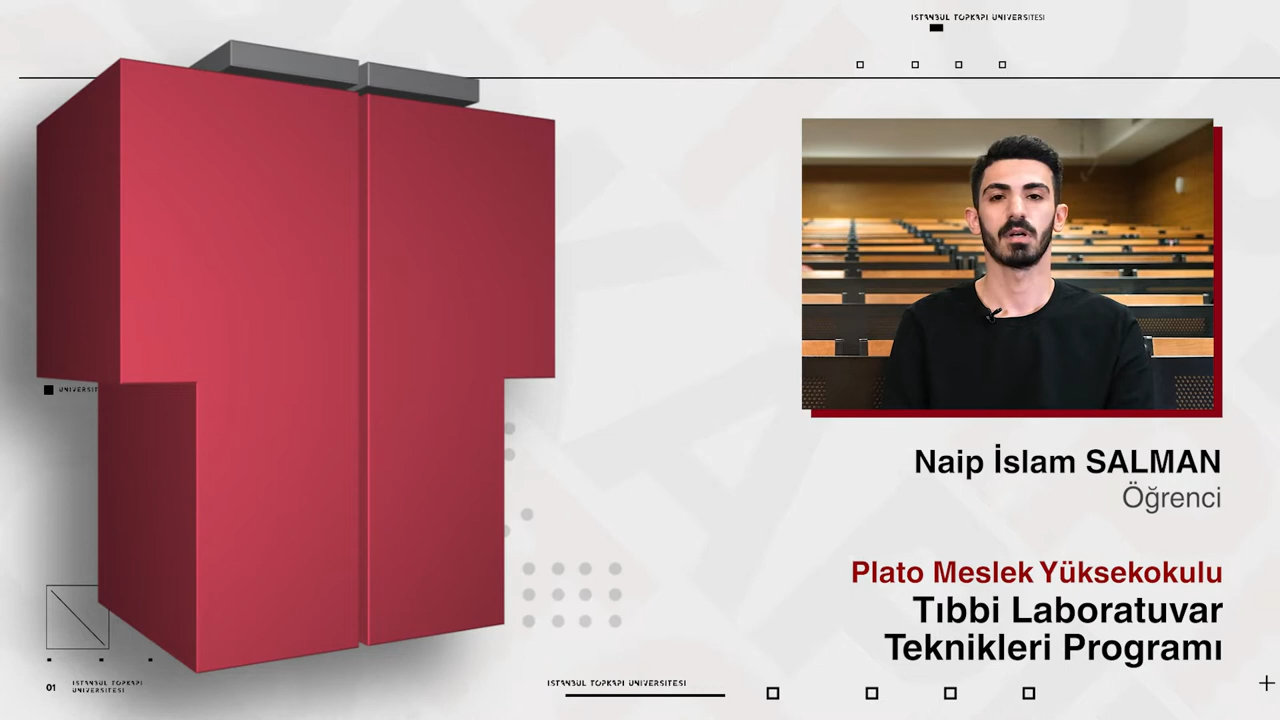 İSTANBUL TOPKAPI ÜNİVERSİTESİ
Naip İslam SALMAN
Öğrenci
Plato Meslek Yüksekokulu
Tıbbi Laboratuvar
Teknikleri Programı
01
İSTANBUL TOPKAPI
ÜNİVERSİTESİ
İSTANBUL TOPKAPI ÜNİVERSİTESİ